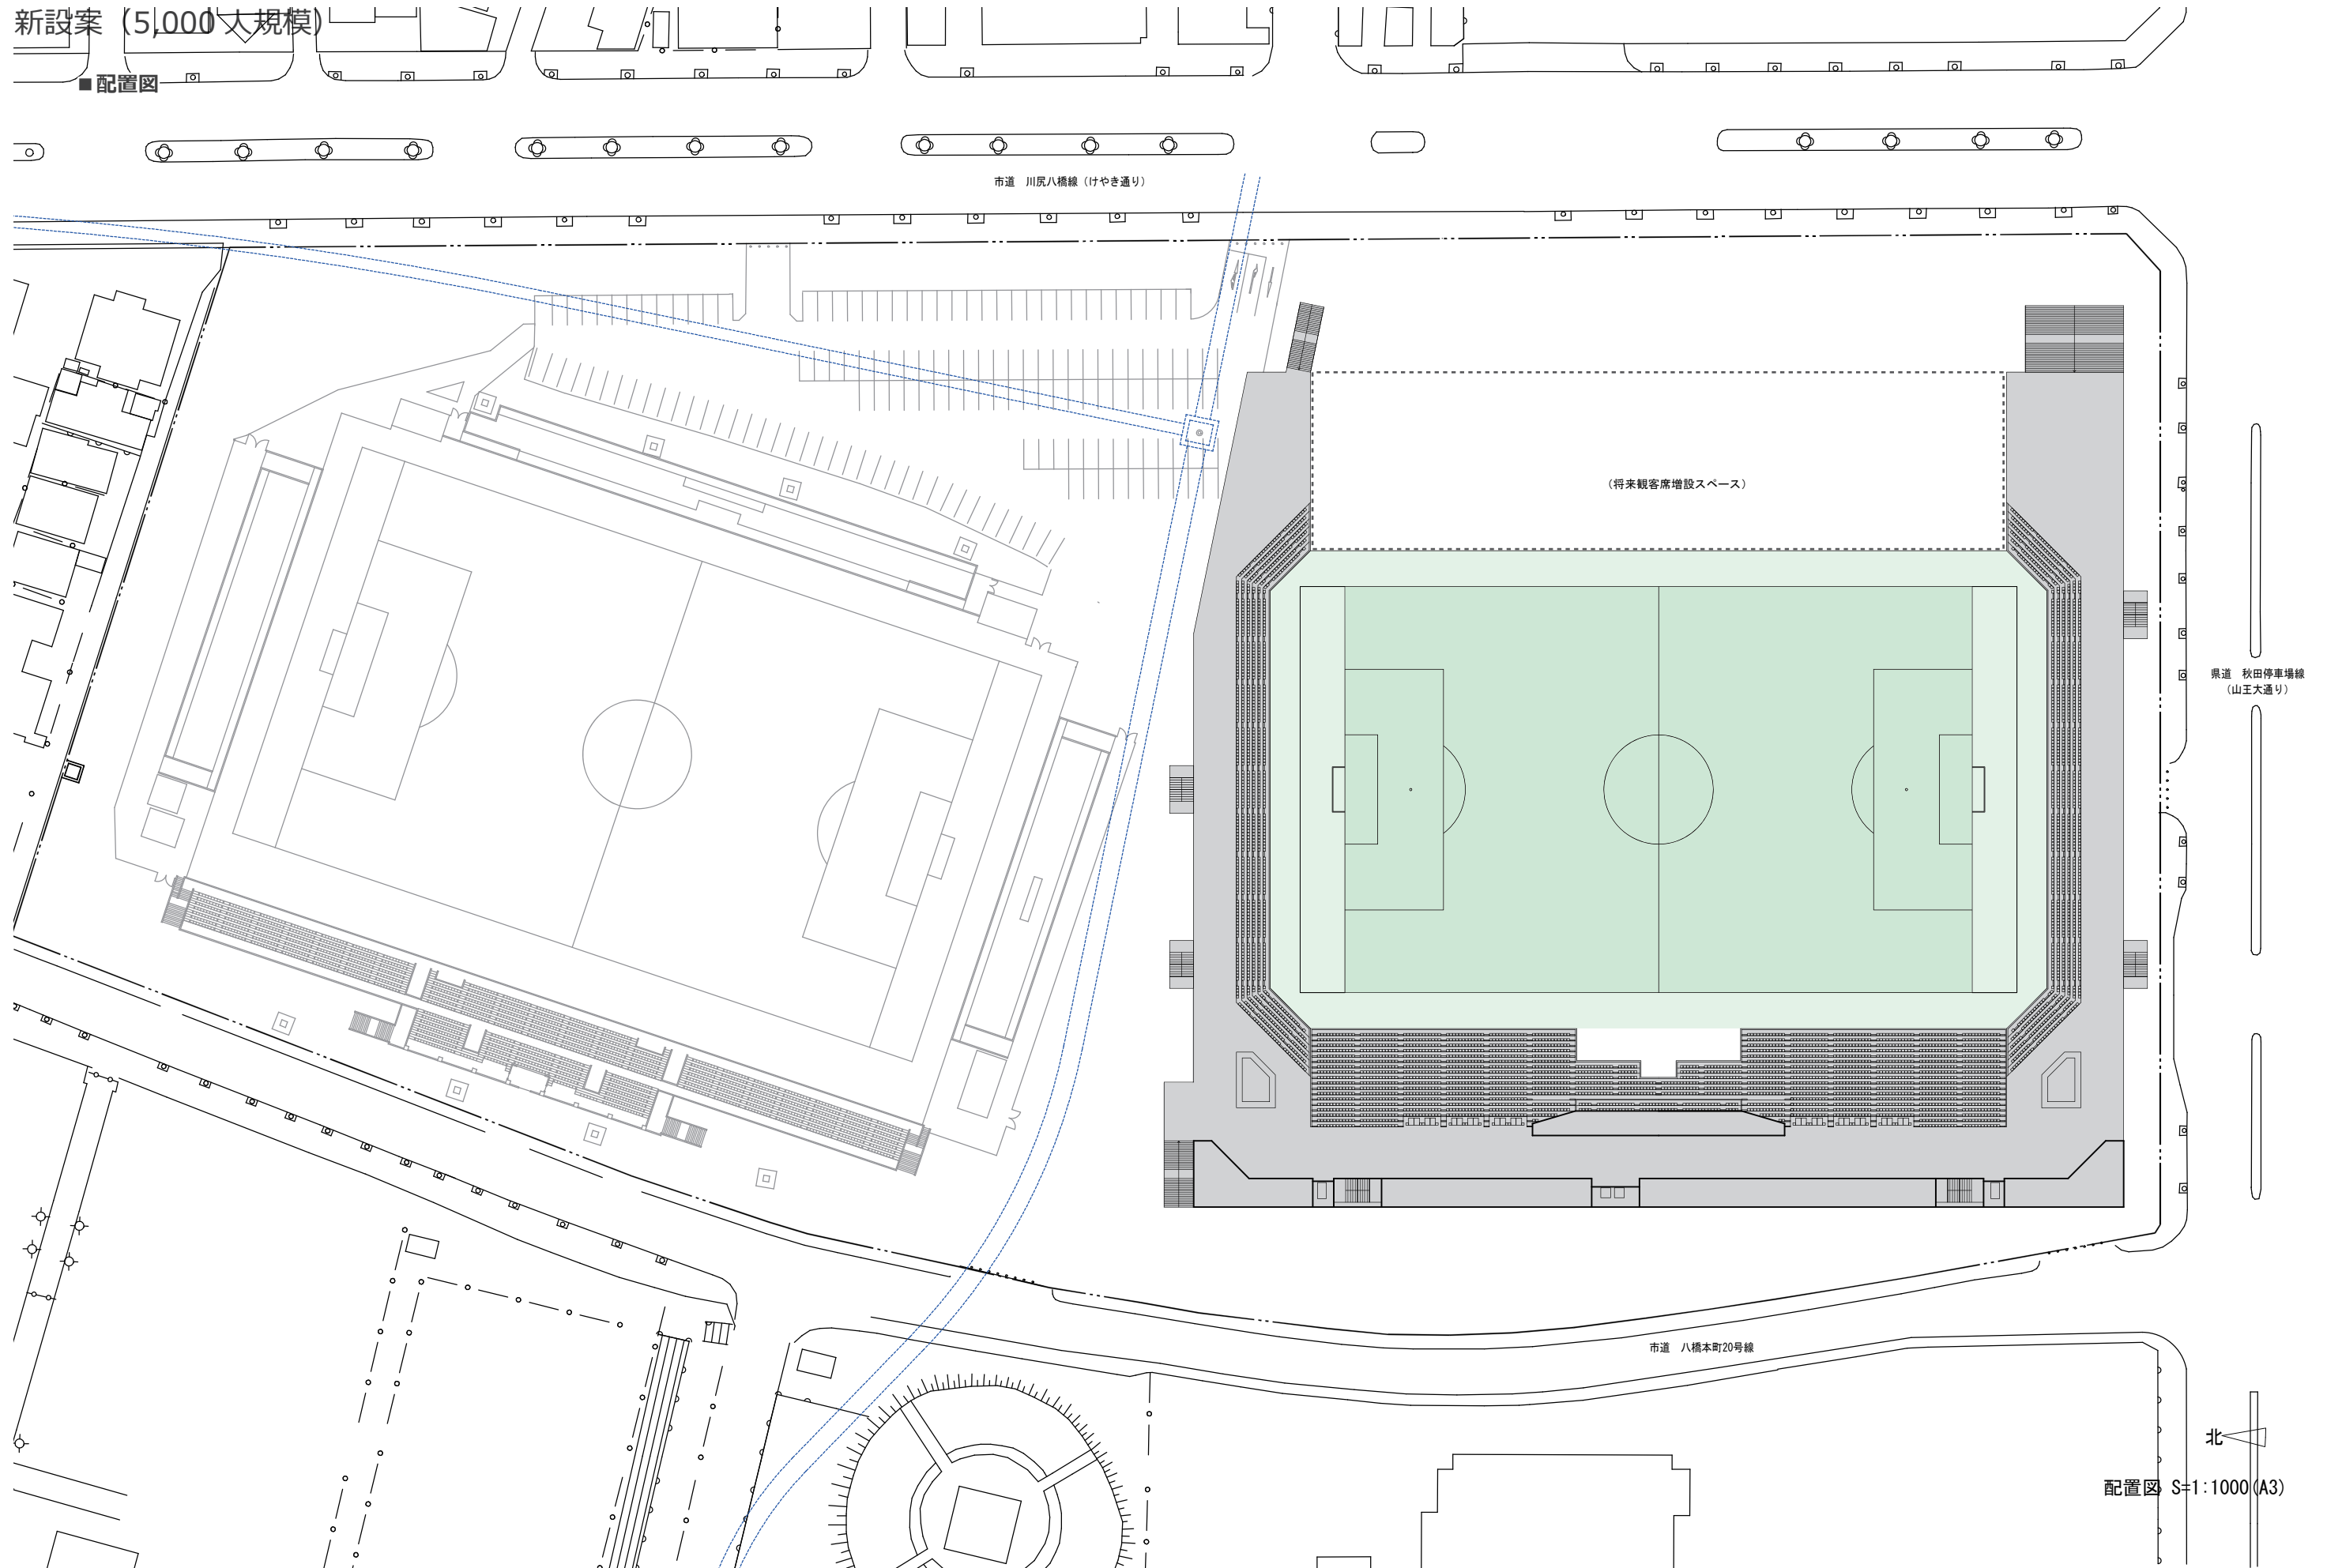 新設案（5,000 人規模）
■配置図
市道　川尻八橋線（けやき通り）
（将来観客席増設スペース）
県道　秋田停車場線
（山王大通り）
市道　八橋本町20号線
北
配置図 S=1:1000(A3)